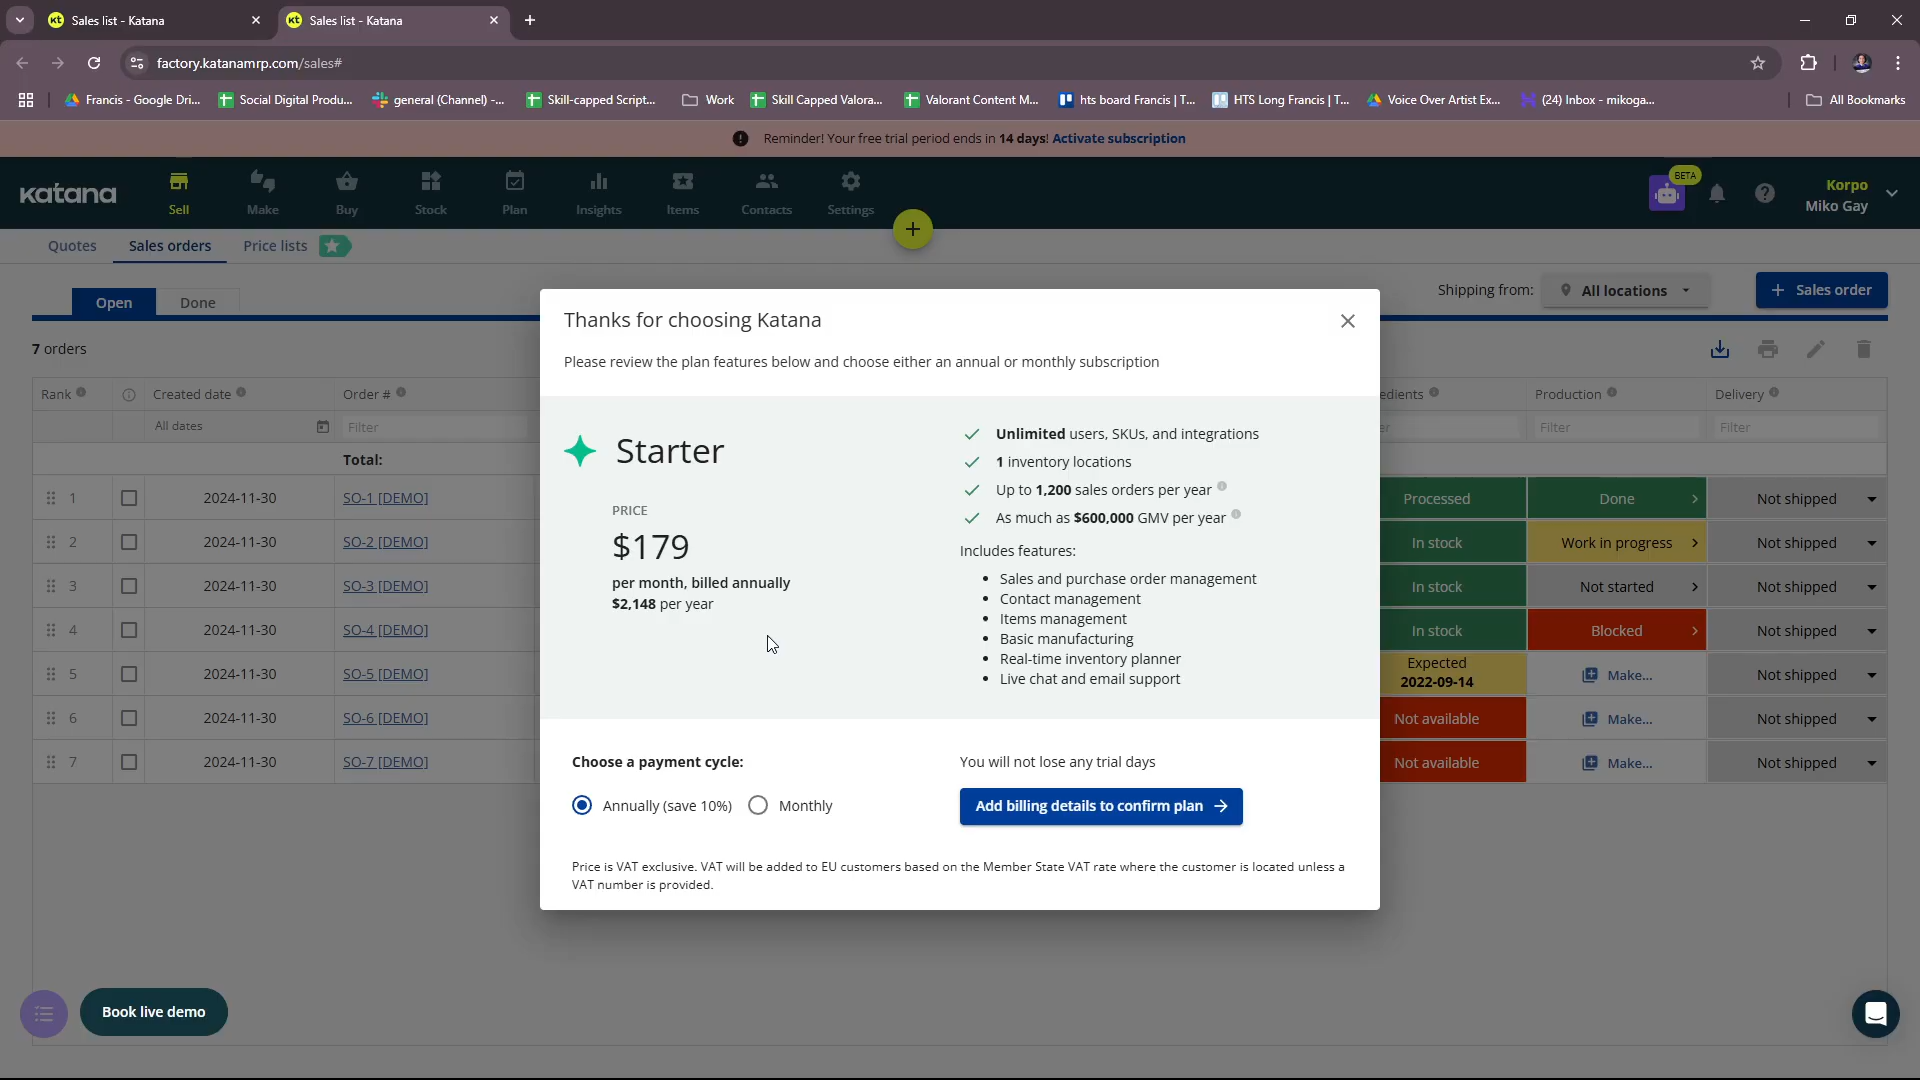 Sales list - Katana
Sales list - Katana
factory.katanamrp.com/sales#
Francis - Google Dri...
Social Digital Produ...
general (Channel) -...
Skill-capped Script...
Work
Skill Capped Valora...
Valorant Content M...
hts board Francis | T...
HTS Long Francis | T...
Voice Over Artist Ex...
(24) Inbox - mikoga...
All Bookmarks
Reminder! Your free trial period ends in 14 days! Activate subscription
katana
Sell
Make
Buy
Stock
Plan
Insights
Items
Contacts
Settings
BETA
Korpo
Miko Gay
Quotes
Sales orders
Price lists
Open
Done
Shipping from:
All locations
+ Sales order
7 orders
Rank
Created date
Order #
edients
Production
Delivery
All dates
Filter
er
Filter
Filter
Total:
1 2024-11-30 SO-1 [DEMO] Processed Done Not shipped
2 2024-11-30 SO-2 [DEMO] In stock Work in progress Not shipped
3 2024-11-30 SO-3 [DEMO] In stock Not started Not shipped
4 2024-11-30 SO-4 [DEMO] In stock Blocked Not shipped
5 2024-11-30 SO-5 [DEMO] Expected 2022-09-14 Make... Not shipped
6 2024-11-30 SO-6 [DEMO] Not available Make... Not shipped
7 2024-11-30 SO-7 [DEMO] Not available Make... Not shipped
Thanks for choosing Katana
Please review the plan features below and choose either an annual or monthly subscription
Starter
PRICE
$179
per month, billed annually
$2,148 per year
Unlimited users, SKUs, and integrations
1 inventory locations
Up to 1,200 sales orders per year
As much as $600,000 GMV per year
Includes features:
Sales and purchase order management
Contact management
Items management
Basic manufacturing
Real-time inventory planner
Live chat and email support
Choose a payment cycle:
Annually (save 10%)
Monthly
You will not lose any trial days
Add billing details to confirm plan
Price is VAT exclusive. VAT will be added to EU customers based on the Member State VAT rate where the customer is located unless a
VAT number is provided.
Book live demo